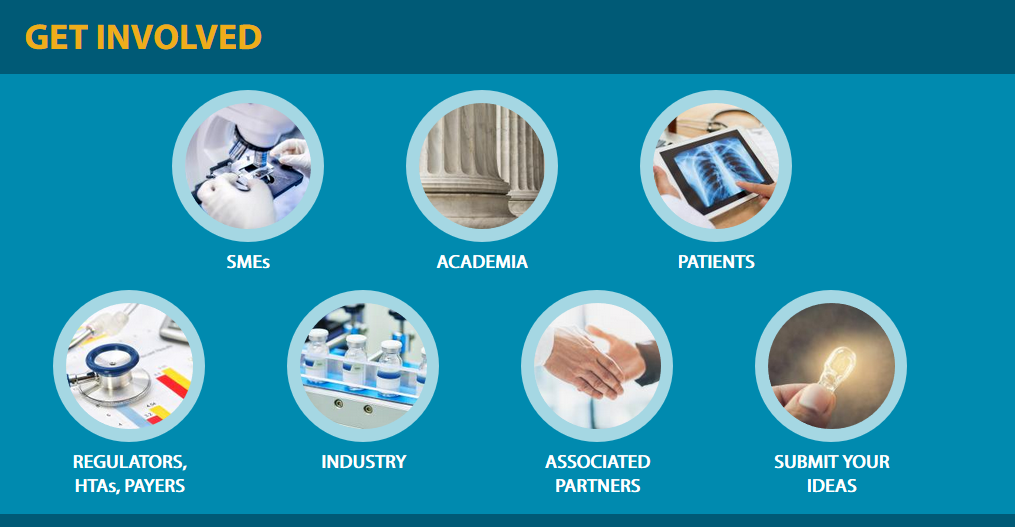 GET INVOLVED
SMEs
ACADEMIA
PATIENTS
REGULATORS,
HTAs, PAYERS
INDUSTRY
ASSOCIATED
PARTNERS
SUBMIT YOUR
IDEAS